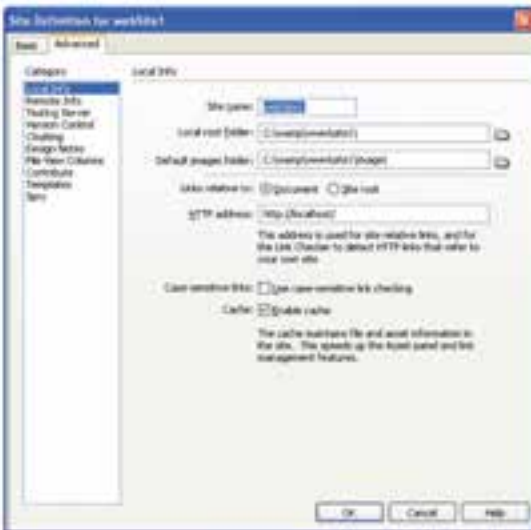 Site Definition for webSite1
Basic Advanced
Category
Local Info
Remote Info
Testing Server
Version Control
Cloaking
Design Notes
File View Columns
Contribute
Templates
Spry
Local Info
Site name:
Local root folder:
Default images folder:
Links relative to: Document Site root
HTTP address: http://localhost/
This address is used for site relative links, and for
the Link Checker to detect HTTP links that refer to
your own site
Case-sensitive links: Use case-sensitive link checking
Cache: Enable cache
The cache maintains file and asset information in
the site. This speeds up the Asset panel and link
management features.
OK Cancel Help